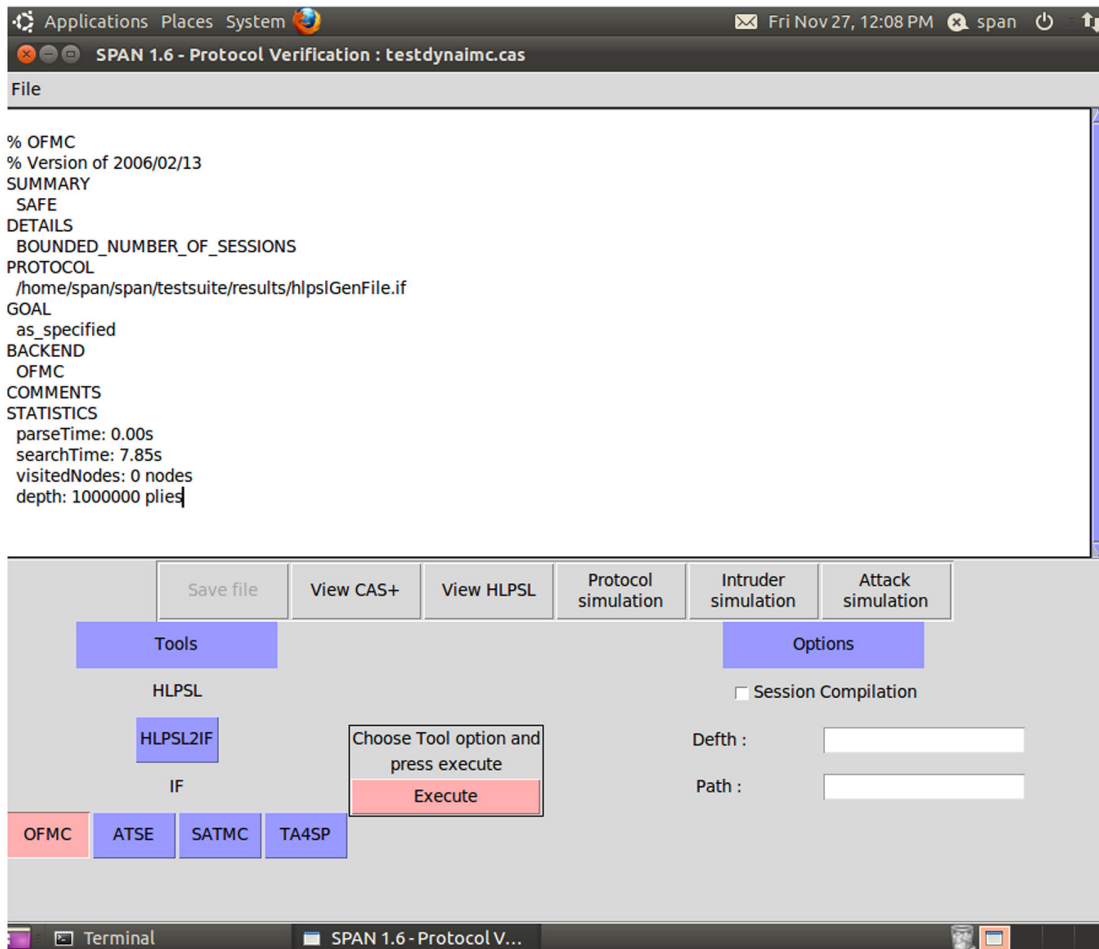 Applications Places System
Fri Nov 27, 12:08 PM span
SPAN 1.6 - Protocol Verification : testdynaimc.cas
File
% OFMC
% Version of 2006/02/13
SUMMARY
SAFE
DETAILS
BOUNDED_NUMBER_OF_SESSIONS
PROTOCOL
/home/span/span/testsuite/results/hlpslGenFile.if
GOAL
as_specified
BACKEND
OFMC
COMMENTS
STATISTICS
parseTime: 0.00s
searchTime: 7.85s
visitedNodes: 0 nodes
depth: 1000000 plies
Save file
View CAS+
View HLPSL
Protocol
simulation
Intruder
simulation
Attack
simulation
Tools
Options
HLPSL
Session Compilation
HLPSL2IF
Choose Tool option and
press execute
Execute
Defth :
IF
Path :
OFMC
ATSE
SATMC
TA4SP
Terminal
SPAN 1.6 - Protocol V...